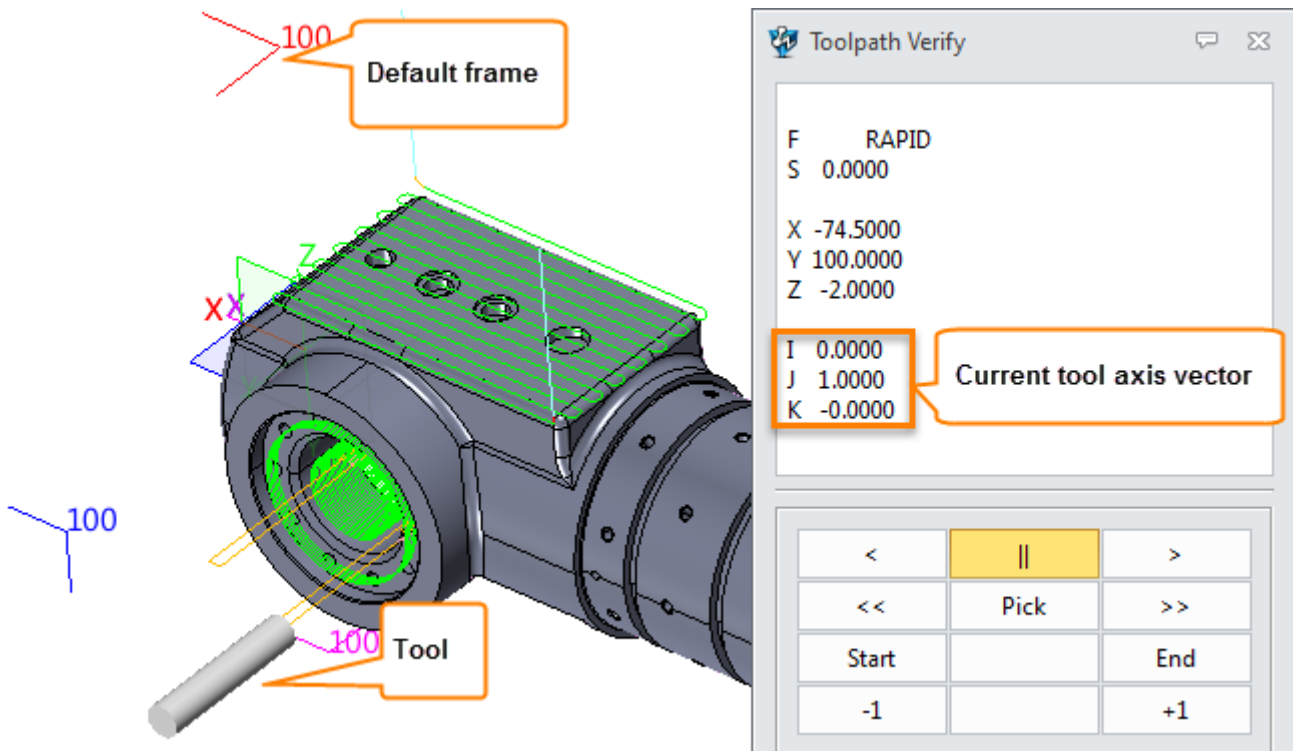 100
Default frame
Z
X X
100
100
Tool
Toolpath Verify
F RAPID
S 0.0000
X -74.5000
Y 100.0000
Z -2.0000
I 0.0000
J 1.0000
K -0.0000
Current tool axis vector
< || >
<< Pick >>
Start End
-1 +1